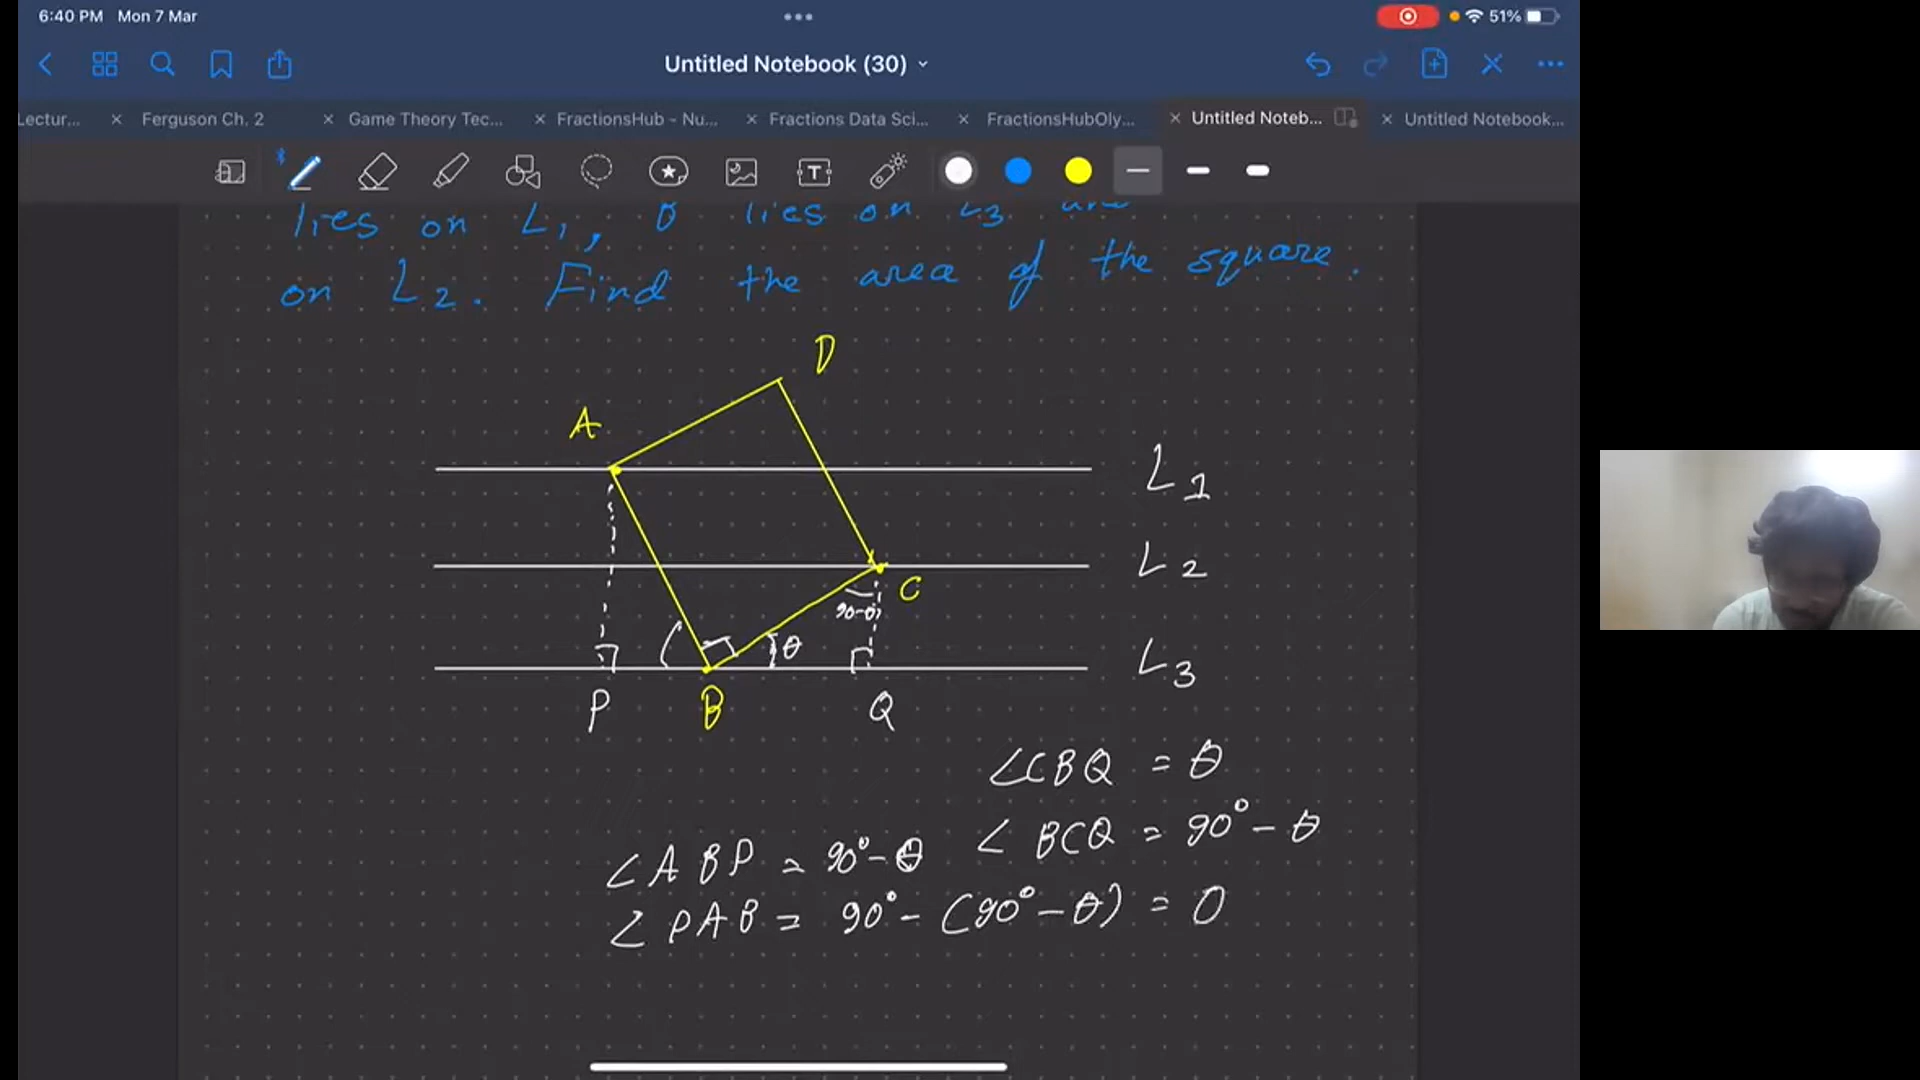 6:40 PM Mon 7 Mar
51%
Untitled Notebook (30)
Lectur... Ferguson Ch. 2 Game Theory Tec... FractionsHub - Nu... Fractions Data Sci... FractionsHubOly... Untitled Noteb... Untitled Notebook...
T
lies on L1, B lies on L3 and
on L2. Find the area of the square.
D
A
L1
L2
C
90-θ
θ
L3
P B Q
∠CBQ = θ
∠BCQ = 90° - θ
∠ABP = 90° - θ
∠PAB = 90° - (90° - θ) = θ